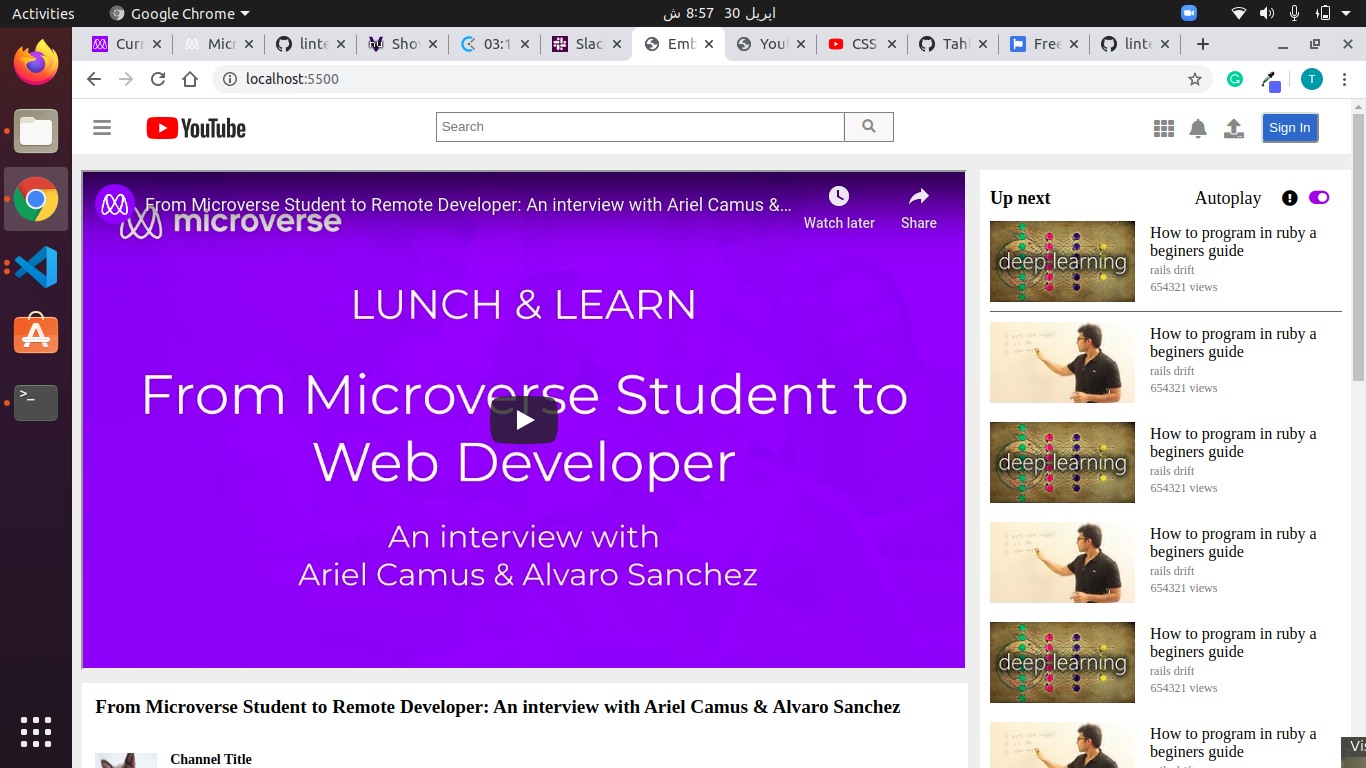 Activities
Google Chrome
اپریل 30 8:57 ش
Curr
Micr
linte
Sho
03:1
Slac
Emb
Yout
CSS
Tahl
Free
linte
localhost:5500
T
YouTube
Search
Sign In
From Microverse Student to Remote Developer: An interview with Ariel Camus &...
Watch later
Share
microverse
LUNCH & LEARN
From Microverse Student to
Web Developer
An interview with
Ariel Camus & Alvaro Sanchez
From Microverse Student to Remote Developer: An interview with Ariel Camus & Alvaro Sanchez
Channel Title
Up next
Autoplay
deep learning
How to program in ruby a
beginers guide
rails drift
654321 views
How to program in ruby a
beginers guide
rails drift
654321 views
deep learning
How to program in ruby a
beginers guide
rails drift
654321 views
How to program in ruby a
beginers guide
rails drift
654321 views
deep learning
How to program in ruby a
beginers guide
rails drift
654321 views
How to program in ruby a
beginers guide
Vis